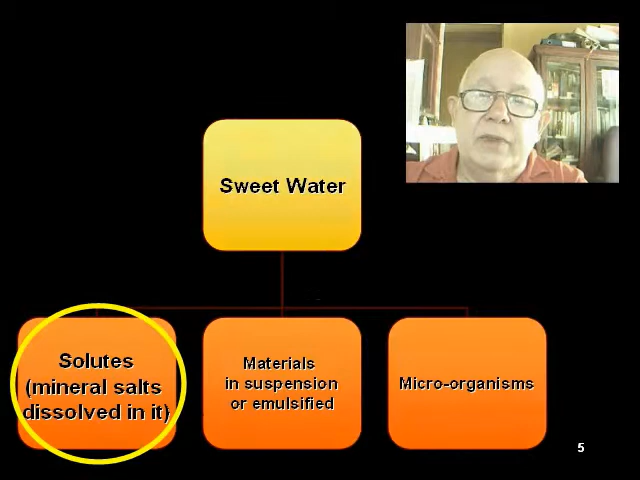 Sweet Water
Solutes
(mineral salts
dissolved in it)
Materials
in suspension
or emulsified
Micro-organisms
5